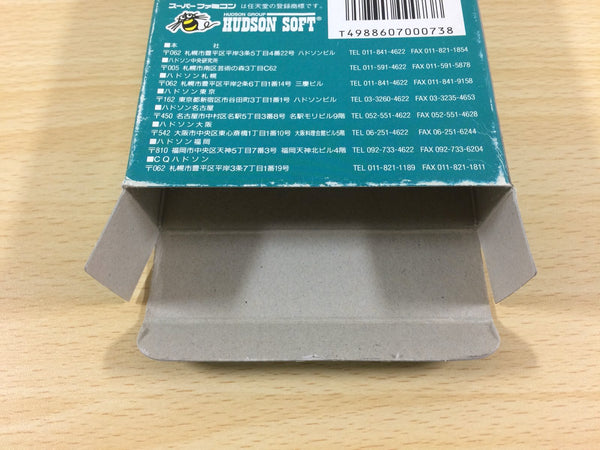 スーパーファミコン は任天堂の登録商標です。
HUDSON GROUP
HUDSON SOFT®
T4988607000738
■本 社
〒062 札幌市豊平区平岸3条5丁目4番22号 ハドソンビル TEL 011-841-4622 FAX 011-821-1854
■ハドソン中央研究所
〒005 札幌市南区芸術の森3丁目C62 TEL 011-591-4622 FAX 011-591-5878
■ハドソン札幌
〒062 札幌市豊平区平岸2条6丁目1番14号 三慶ビル TEL 011-841-4622 FAX 011-841-9158
■ハドソン東京
〒162 東京都新宿区市谷田町3丁目1番1号 ハドソンビル TEL 03-3260-4622 FAX 03-3235-4653
■ハドソン名古屋
〒450 名古屋市中村区名駅5丁目3番8号 名駅モリビル9階 TEL 052-551-4622 FAX 052-551-4628
■ハドソン大阪
〒542 大阪市中央区東心斎橋1丁目1番10号 大阪料理会館ビル5階 TEL 06-251-4622 FAX 06-251-6244
■ハドソン福岡
〒810 福岡市中央区天神5丁目7番3号 福岡天神北ビル4階 TEL 092-733-4622 FAX 092-733-6204
■CQハドソン
〒062 札幌市豊平区平岸3条7丁目1番19号 TEL 011-821-1189 FAX 011-821-1811